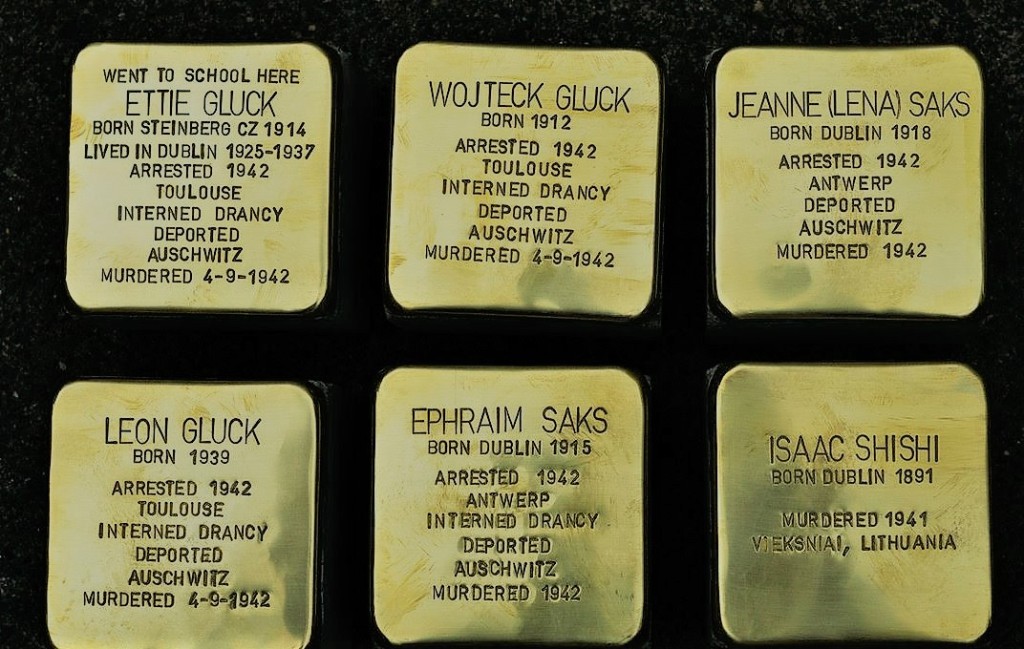 WENT TO SCHOOL HERE
ETTIE GLUCK
BORN STEINBERG CZ 1914
LIVED IN DUBLIN 1925-1937
ARRESTED 1942
TOULOUSE
INTERNED DRANCY
DEPORTED
AUSCHWITZ
MURDERED 4-9-1942
WOJTECK GLUCK
BORN 1912
ARRESTED 1942
TOULOUSE
INTERNED DRANCY
DEPORTED
AUSCHWITZ
MURDERED 4-9-1942
JEANNE (LENA) SAKS
BORN DUBLIN 1918
ARRESTED 1942
ANTWERP
DEPORTED
AUSCHWITZ
MURDERED 1942
LEON GLUCK
BORN 1939
ARRESTED 1942
TOULOUSE
INTERNED DRANCY
DEPORTED
AUSCHWITZ
MURDERED 4-9-1942
EPHRAIM SAKS
BORN DUBLIN 1915
ARRESTED 1942
ANTWERP
INTERNED DRANCY
DEPORTED
AUSCHWITZ
MURDERED 1942
ISAAC SHISHI
BORN DUBLIN 1891
MURDERED 1941
VIEKSNIAI, LITHUANIA